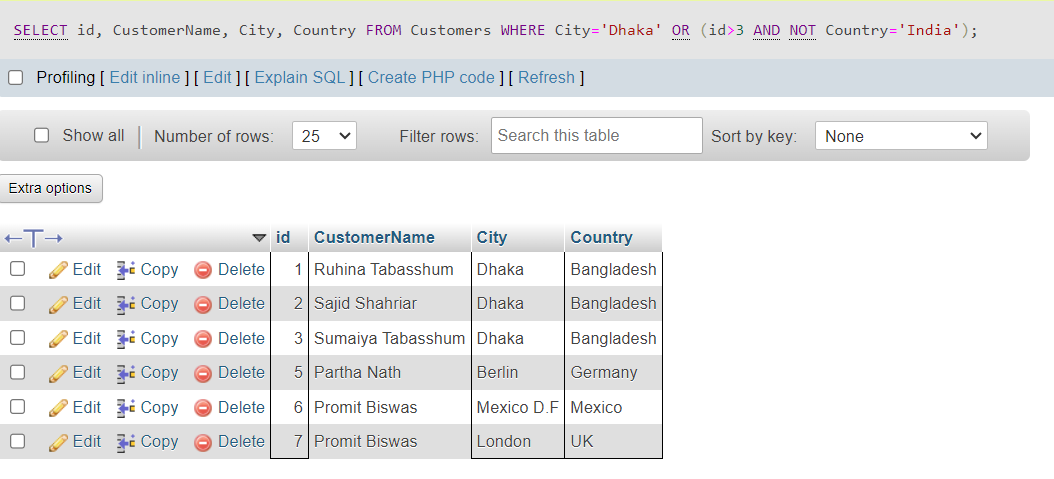 SELECT id, CustomerName, City, Country FROM Customers WHERE City='Dhaka' OR (id>3 AND NOT Country='India');
Profiling [ Edit inline ] [ Edit ] [ Explain SQL ] [ Create PHP code ] [ Refresh ]
Show all Number of rows: 25 Filter rows: Search this table Sort by key: None
Extra options
←T→ id CustomerName City Country
Edit Copy Delete 1 Ruhina Tabasshum Dhaka Bangladesh
Edit Copy Delete 2 Sajid Shahriar Dhaka Bangladesh
Edit Copy Delete 3 Sumaiya Tabasshum Dhaka Bangladesh
Edit Copy Delete 5 Partha Nath Berlin Germany
Edit Copy Delete 6 Promit Biswas Mexico D.F Mexico
Edit Copy Delete 7 Promit Biswas London UK